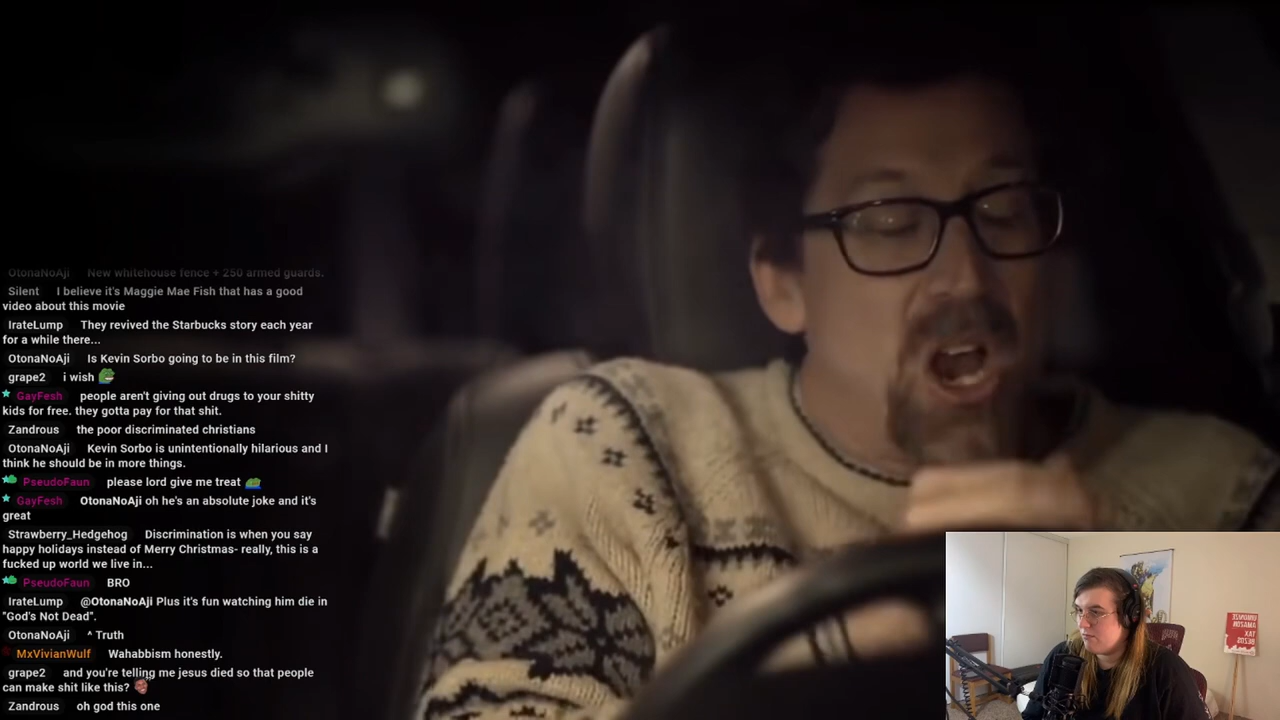 OtonaNoAji New whitehouse fence + 250 armed guards.
Silent I believe it's Maggie Mae Fish that has a good
video about this movie
IrateLump They revived the Starbucks story each year
for a while there...
OtonaNoAji Is Kevin Sorbo going to be in this film?
grape2 i wish
GayFesh people aren't giving out drugs to your shitty
kids for free. they gotta pay for that shit.
Zandrous the poor discriminated christians
OtonaNoAji Kevin Sorbo is unintentionally hilarious and I
think he should be in more things.
PseudoFaun please lord give me treat
GayFesh OtonaNoAji oh he's an absolute joke and it's
great
Strawberry_Hedgehog Discrimination is when you say
happy holidays instead of Merry Christmas- really, this is a
fucked up world we live in...
PseudoFaun BRO
IrateLump @OtonaNoAji Plus it's fun watching him die in
"God's Not Dead".
OtonaNoAji ^ Truth
MxVivianWulf Wahabbism honestly.
grape2 and you're telling me jesus died so that people
can make shit like this?
Zandrous oh god this one
AMAZON
TAX
BEZOS